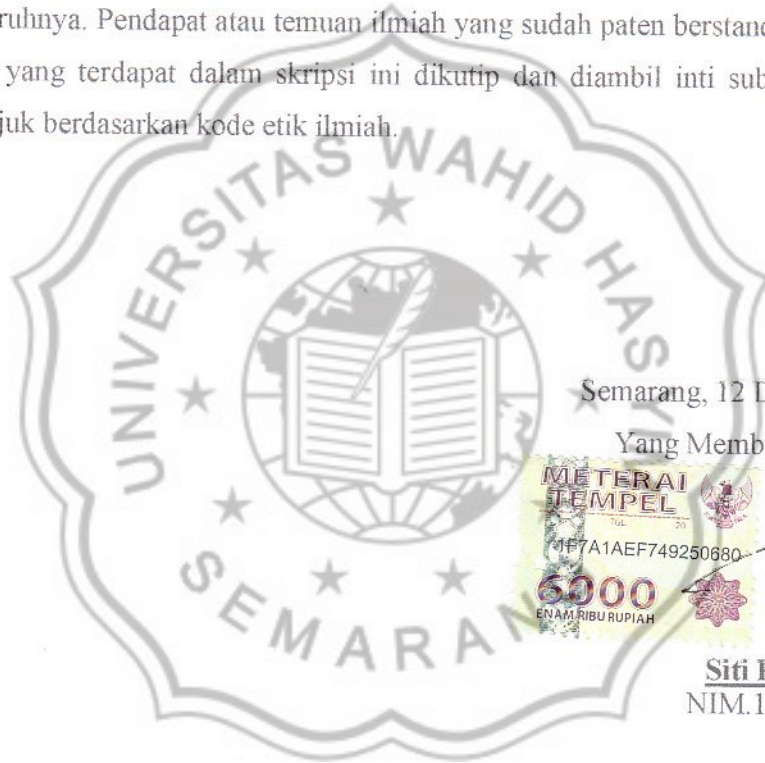 ruhnya. Pendapat atau temuan ilmiah yang sudah paten berstand
yang terdapat dalam skripsi ini dikutip dan diambil inti sub
juk berdasarkan kode etik ilmiah.
UNIVERSITAS WAHID HASYIM
SEMARANG
Semarang, 12 D
Yang Memb
METERAI
TEMPEL
TGL. 20
1F7A1AEF749250680
6000
ENAM RIBU RUPIAH
Siti
NIM.1